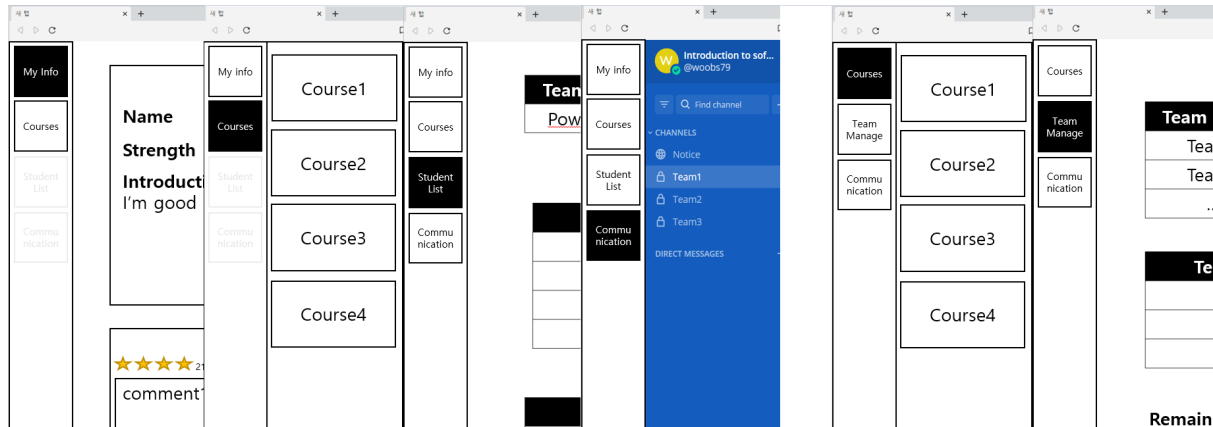 새 탭
My Info
Courses
Student
List
Commu
nication
Name
Strength
Introducti
I'm good
21
comment1
새 탭
My info
Courses
Student
List
Commu
nication
Course1
Course2
Course3
Course4
새 탭
My info
Courses
Student
List
Commu
nication
Team
Pow
새 탭
My info
Courses
Student
List
Commu
nication
W
Introduction to sof...
@woobs79
Find channel
CHANNELS
Notice
Team1
Team2
Team3
DIRECT MESSAGES
새 탭
Courses
Team
Manage
Commu
nication
Course1
Course2
Course3
Course4
새 탭
Courses
Team
Manage
Commu
nication
Team
Tea
Tea
..
Te
Remain